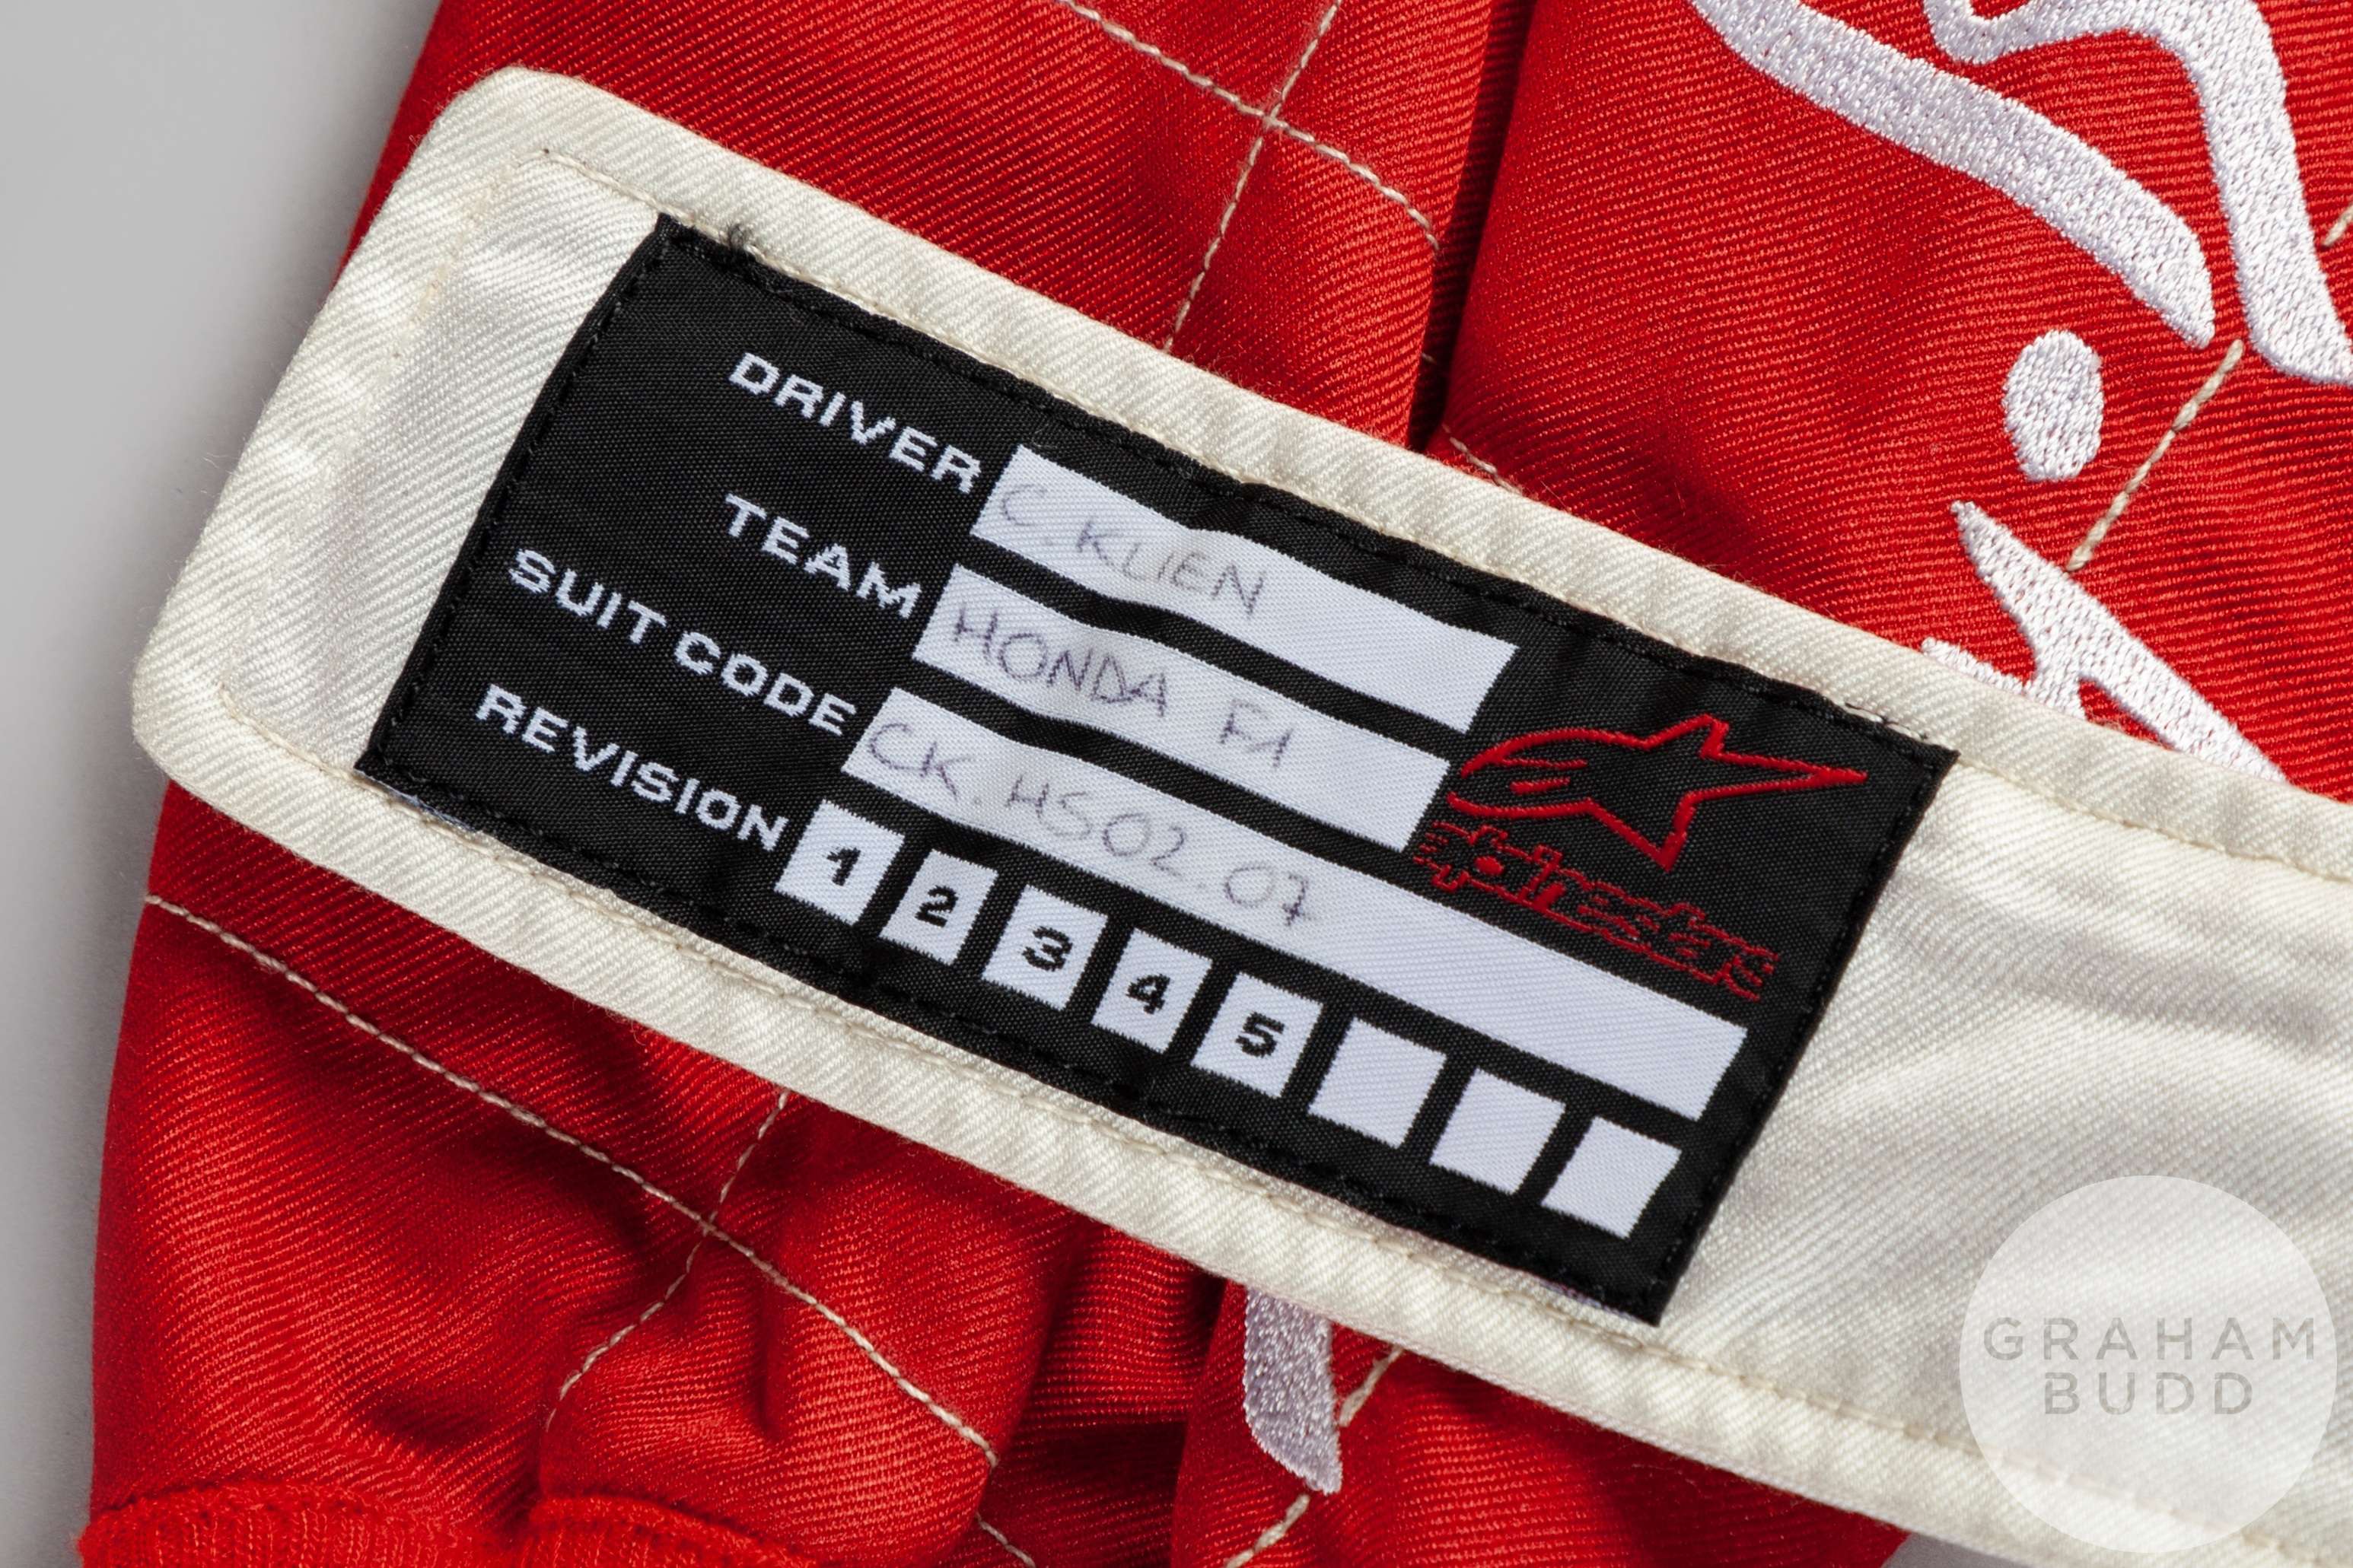 DRIVER C. KLIEN
TEAM HONDA F1
SUIT CODE CK. HS02.07
REVISION 1 2 3 4 5
alpinestars
GRAHAM
BUDD